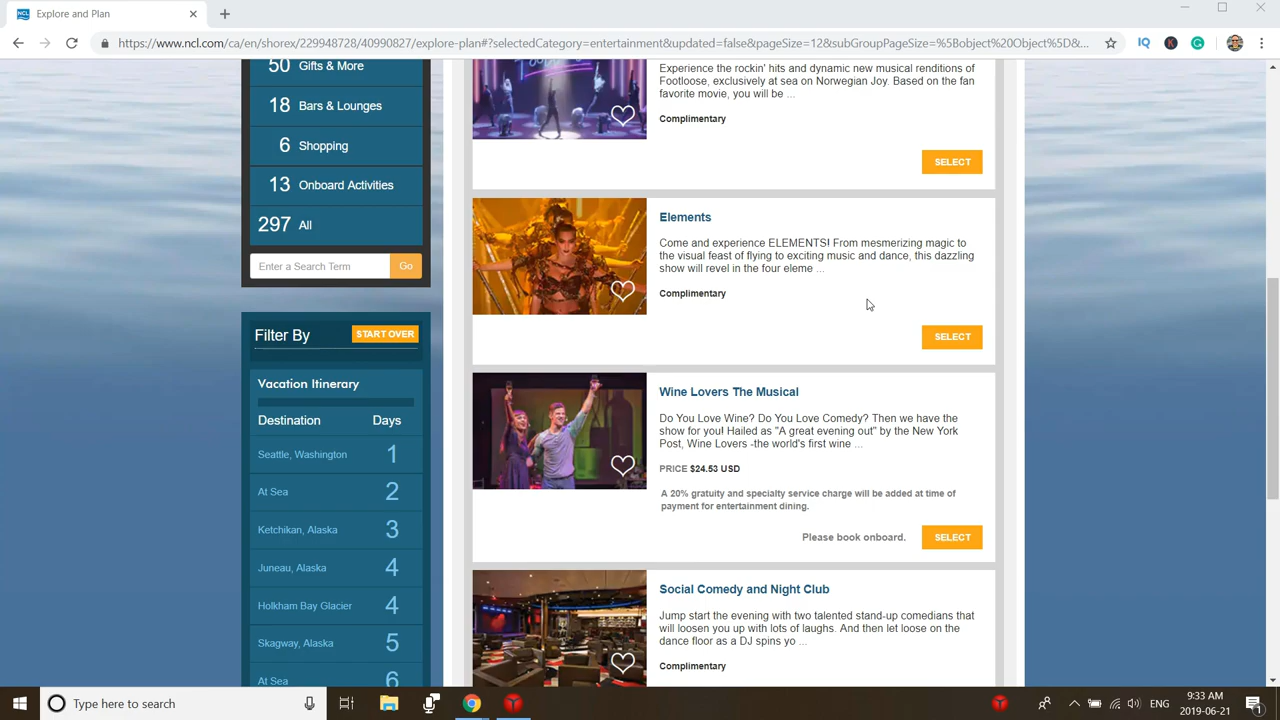 NCL
Explore and Plan
https://www.ncl.com/ca/en/shorex/229948728/40990827/explore-plan#?selectedCategory=entertainment&updated=false&pageSize=12&subGroupPageSize=%5Bobject%20Object%5D&...
IQ
K
G
50 Gifts & More
18 Bars & Lounges
6 Shopping
13 Onboard Activities
297 All
Enter a Search Term
Go
Filter By
START OVER
Vacation Itinerary
Destination Days
Seattle, Washington 1
At Sea 2
Ketchikan, Alaska 3
Juneau, Alaska 4
Holkham Bay Glacier 4
Skagway, Alaska 5
At Sea 6
Experience the rockin' hits and dynamic new musical renditions of
Footloose, exclusively at sea on Norwegian Joy. Based on the fan
favorite movie, you will be ...
Complimentary
SELECT
Elements
Come and experience ELEMENTS! From mesmerizing magic to
the visual feast of flying to exciting music and dance, this dazzling
show will revel in the four eleme ...
Complimentary
SELECT
Wine Lovers The Musical
Do You Love Wine? Do You Love Comedy? Then we have the
show for you! Hailed as "A great evening out" by the New York
Post, Wine Lovers -the world's first wine ...
PRICE $24.53 USD
A 20% gratuity and specialty service charge will be added at time of
payment for entertainment dining.
Please book onboard.
SELECT
Social Comedy and Night Club
Jump start the evening with two talented stand-up comedians that
will loosen you up with lots of laughs. And then let loose on the
dance floor as a DJ spins yo ...
Complimentary
Type here to search
9:33 AM
2019-06-21